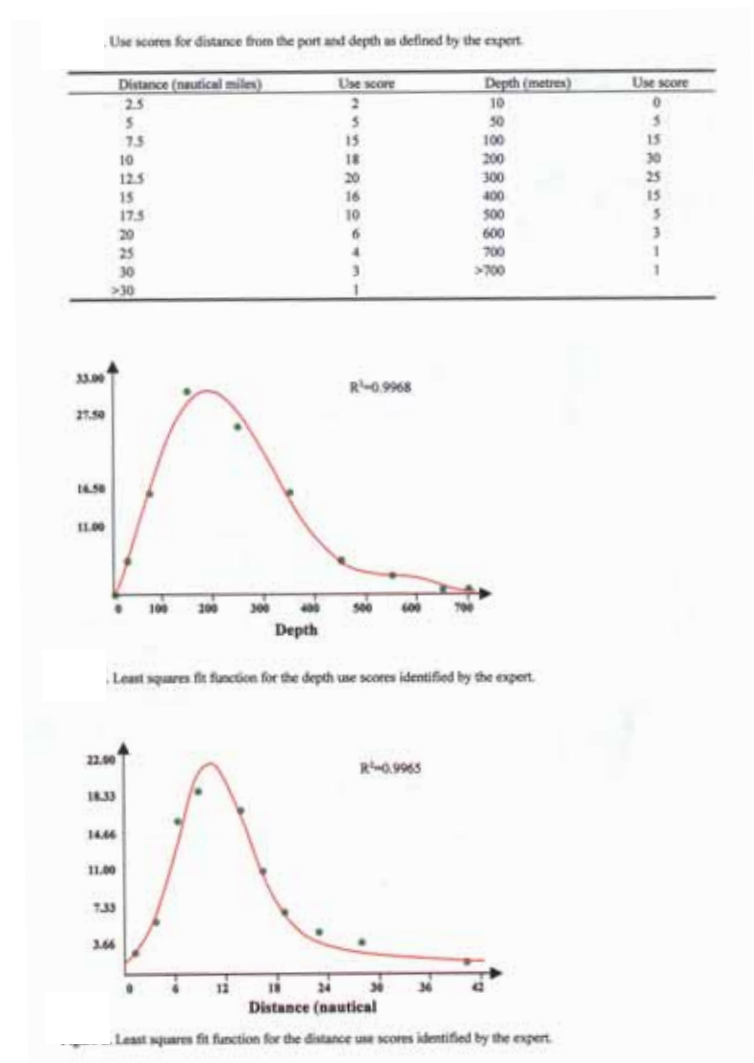 . Use scores for distance from the port and depth as defined by the expert.
Distance (nautical miles) Use score Depth (metres) Use score
2.5 2 10 0
5 5 50 5
7.5 15 100 15
10 18 200 30
12.5 20 300 25
15 16 400 15
17.5 10 500 5
20 6 600 3
25 4 700 1
30 3 >700 1
>30 1
33.00
R²=0.9968
27.50
16.50
11.00
0 100 200 300 400 500 600 700
Depth
. Least squares fit function for the depth use scores identified by the expert.
22.00
R²=0.9965
18.33
14.66
11.00
7.33
3.66
0 6 12 18 24 30 36 42
Distance (nautical
. Least squares fit function for the distance use scores identified by the expert.